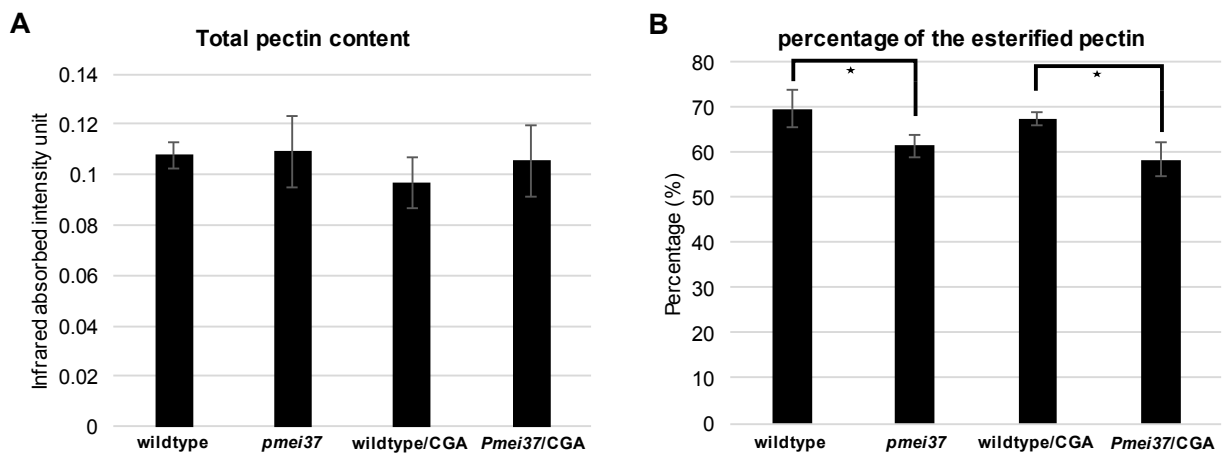 A
Total pectin content
Infrared absorbed intensity unit
0.14
0.12
0.1
0.08
0.06
0.04
0.02
0
wildtype
pmei37
wildtype/CGA
Pmei37/CGA
B
percentage of the esterified pectin
Percentage (%)
80
70
60
50
40
30
20
10
0
wildtype
pmei37
wildtype/CGA
Pmei37/CGA